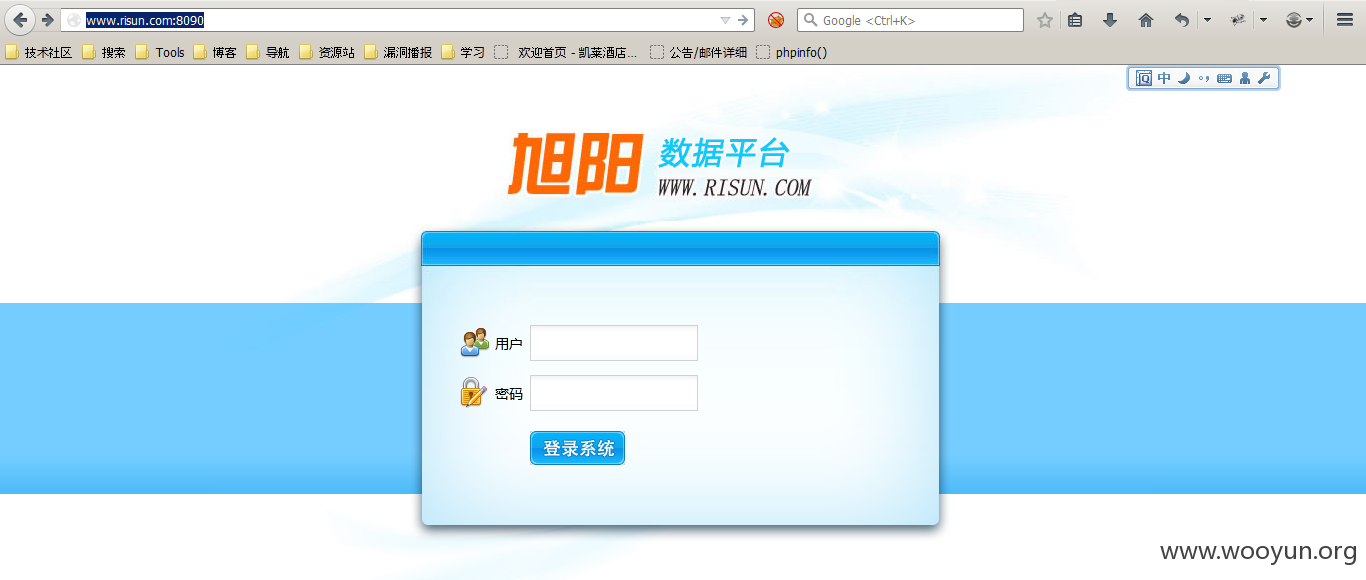 www.risun.com:8090
Google <Ctrl+K>
技术社区 搜索 Tools 博客 导航 资源站 漏洞播报 学习 欢迎首页 - 凯莱酒店... 公告/邮件详细 phpinfo()
中
旭阳 数据平台
WWW.RISUN.COM
用户
密码
登录系统
www.wooyun.org